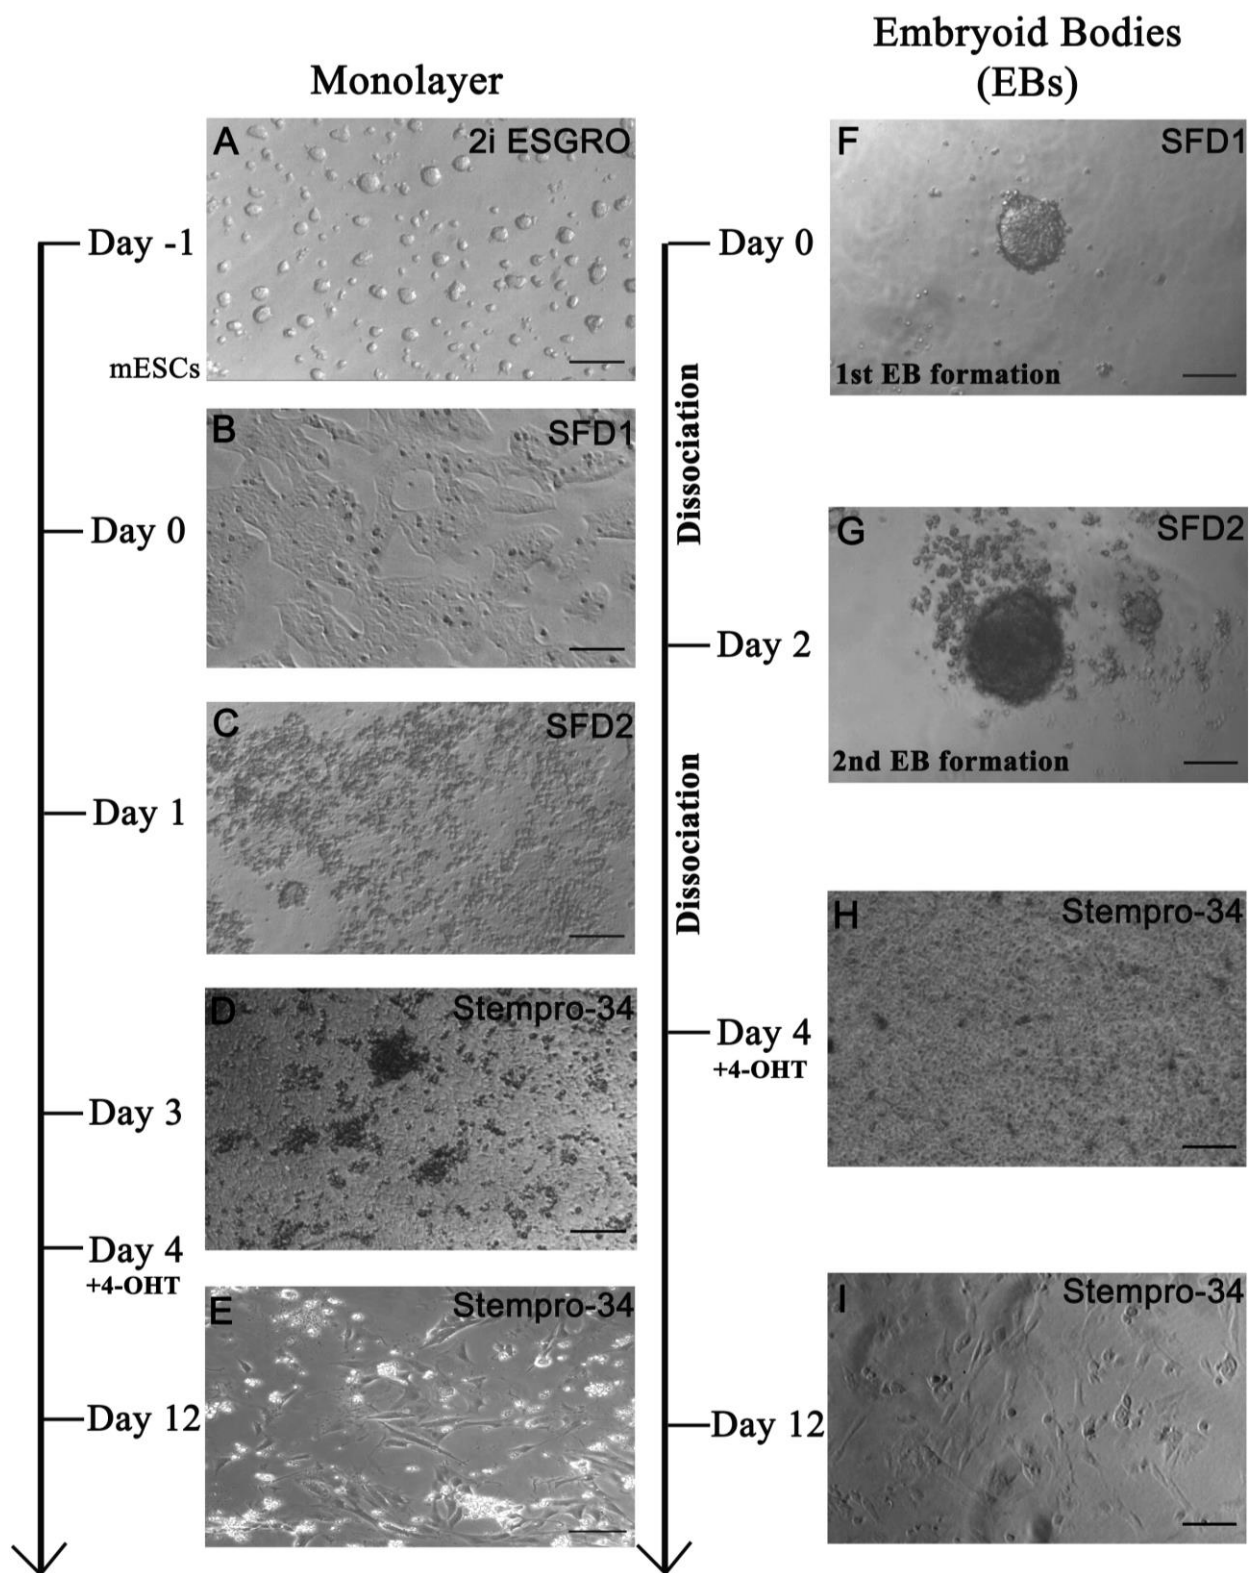 Monolayer
A
2i ESGRO
Day -1
mESCs
B
SFD1
Day 0
C
SFD2
Day 1
D
Stempro-34
Day 3
Day 4
+4-OHT
E
Stempro-34
Day 12
Embryoid Bodies
(EBs)
F
SFD1
Day 0
1st EB formation
Dissociation
G
SFD2
Day 2
2nd EB formation
Dissociation
H
Stempro-34
Day 4
+4-OHT
I
Stempro-34
Day 12